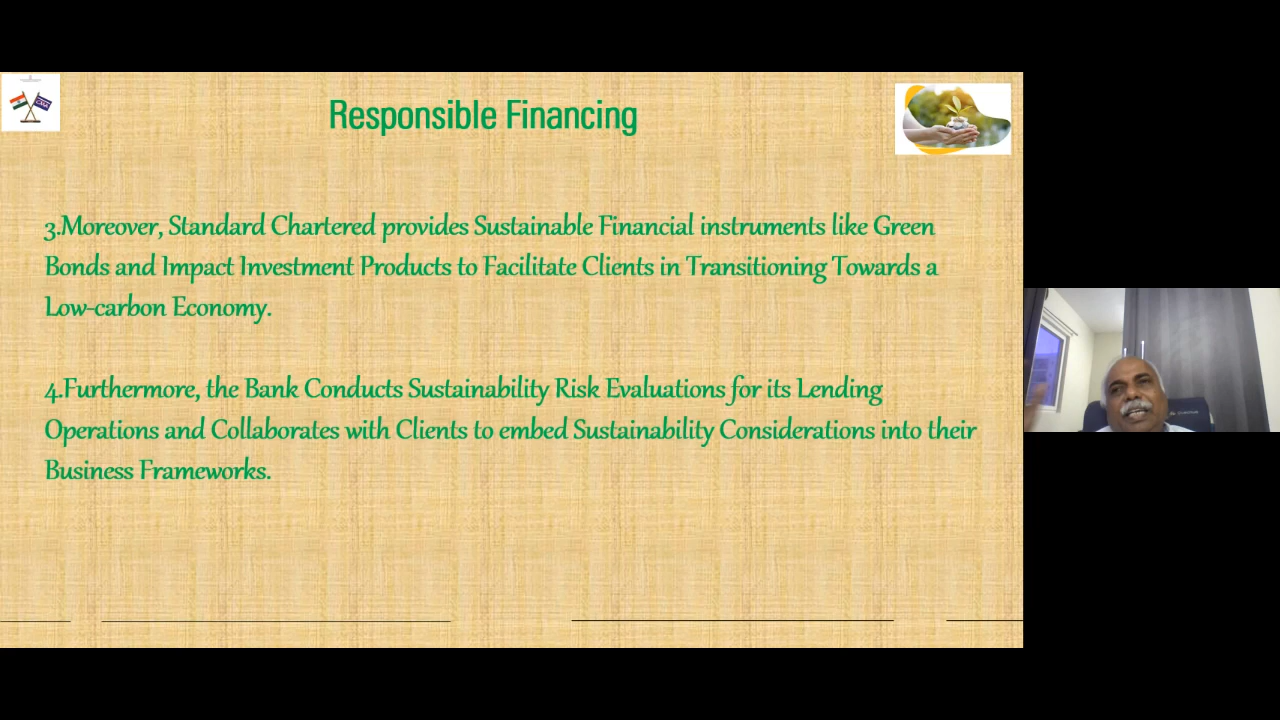 Responsible Financing
3.Moreover, Standard Chartered provides Sustainable Financial instruments like Green
Bonds and Impact Investment Products to Facilitate Clients in Transitioning Towards a
Low-carbon Economy.
4.Furthermore, the Bank Conducts Sustainability Risk Evaluations for its Lending
Operations and Collaborates with Clients to embed Sustainability Considerations into their
Business Frameworks.